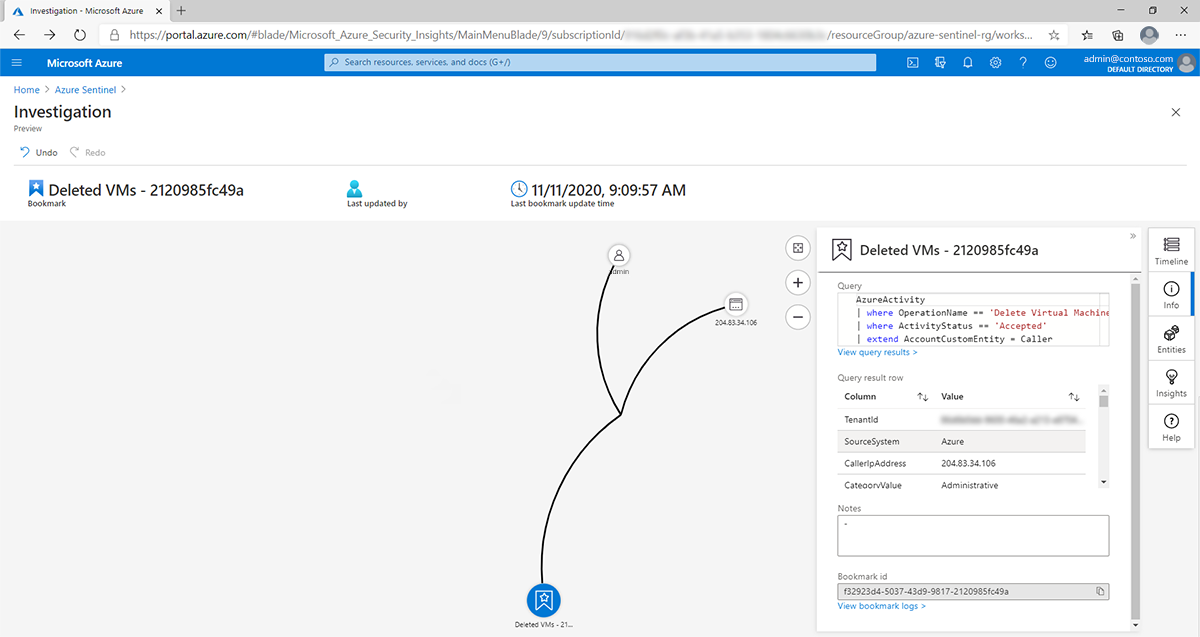 Investigation - Microsoft Azure
https://portal.azure.com/#blade/Microsoft_Azure_Security_Insights/MainMenuBlade/9/subscriptionId/ /resourceGroup/azure-sentinel-rg/works...
Microsoft Azure
Search resources, services, and docs (G+/)
admin@contoso.com
DEFAULT DIRECTORY
Home > Azure Sentinel >
Investigation
Preview
Undo Redo
Deleted VMs - 2120985fc49a
Bookmark
Last updated by
11/11/2020, 9:09:57 AM
Last bookmark update time
admin
204.83.34.106
Deleted VMs - 21...
Deleted VMs - 2120985fc49a
Query
AzureActivity
| where OperationName == 'Delete Virtual Machine
| where ActivityStatus == 'Accepted'
| extend AccountCustomEntity = Caller
View query results >
Query result row
Column Value
TenantId
SourceSystem Azure
CallerIpAddress 204.83.34.106
CategoryValue Administrative
Notes
-
Bookmark id
f32923d4-5037-43d9-9817-2120985fc49a
View bookmark logs >
Timeline
Info
Entities
Insights
Help